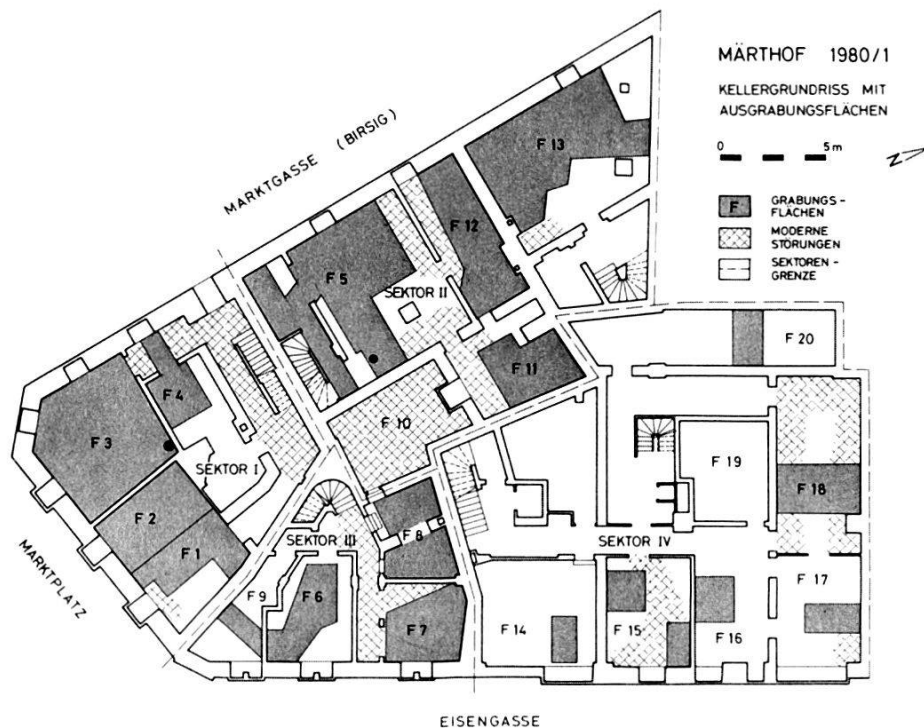 MÄRTHOF 1980/1
KELLERGRUNDRISS MIT
AUSGRABUNGSFLÄCHEN
0 5m
N
F GRABUNGS-
FLÄCHEN
MODERNE
STÖRUNGEN
SEKTOREN-
GRENZE
MARKTGASSE (BIRSIG)
F 13
F 12
F 5
SEKTOR II
F 11
F 20
F 4
F 3
F 10
SEKTOR I
F 19
F 18
F 2
F 1
SEKTOR III
F 8
SEKTOR IV
MARKTPLATZ
F 9
F 6
F 7
F 14
F 15
F 16
F 17
EISENGASSE